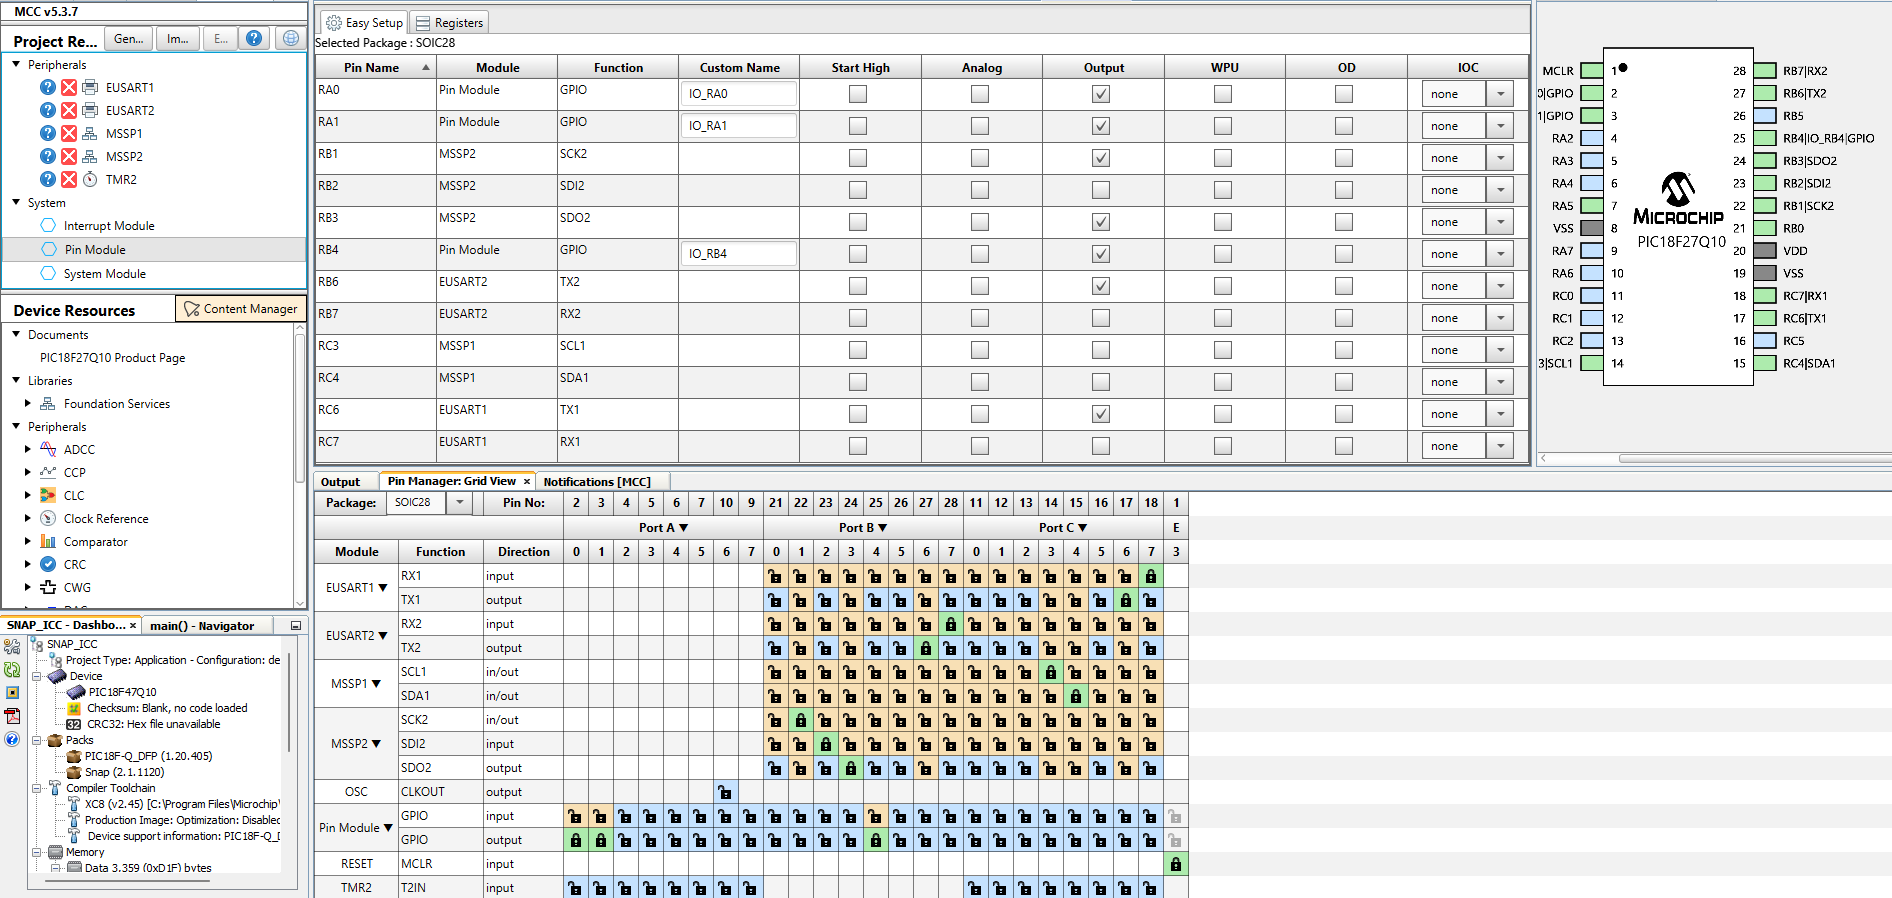 MCC v5.3.7
Project Re...
Gen...
Im...
E...
Peripherals
EUSART1
EUSART2
MSSP1
MSSP2
TMR2
System
Interrupt Module
Pin Module
System Module
Device Resources
Content Manager
Documents
PIC18F27Q10 Product Page
Libraries
Foundation Services
Peripherals
ADCC
CCP
CLC
Clock Reference
Comparator
CRC
CWG
SNAP_ICC - Dashbo... ×
main() - Navigator
SNAP_ICC
Project Type: Application - Configuration: de
Device
PIC18F47Q10
Checksum: Blank, no code loaded
CRC32: Hex file unavailable
Packs
PIC18F-Q_DFP (1.20.405)
Snap (2.1.1120)
Compiler Toolchain
XC8 (v2.45) [C:\Program Files\Microchip\
Production Image: Optimization: Disabled
Device support information: PIC18F-Q_D
Memory
Data 3.359 (0xD1F) bytes
Easy Setup
Registers
Selected Package : SOIC28
Pin Name Module Function Custom Name Start High Analog Output WPU OD IOC
RA0 Pin Module GPIO IO_RA0 none
RA1 Pin Module GPIO IO_RA1 none
RB1 MSSP2 SCK2 none
RB2 MSSP2 SDI2 none
RB3 MSSP2 SDO2 none
RB4 Pin Module GPIO IO_RB4 none
RB6 EUSART2 TX2 none
RB7 EUSART2 RX2 none
RC3 MSSP1 SCL1 none
RC4 MSSP1 SDA1 none
RC6 EUSART1 TX1 none
RC7 EUSART1 RX1 none
MCLR 1 28 RB7|RX2
0|GPIO 2 27 RB6|TX2
1|GPIO 3 26 RB5
RA2 4 25 RB4|IO_RB4|GPIO
RA3 5 24 RB3|SDO2
RA4 6 23 RB2|SDI2
RA5 7 22 RB1|SCK2
VSS 8 21 RB0
RA7 9 20 VDD
RA6 10 19 VSS
RC0 11 18 RC7|RX1
RC1 12 17 RC6|TX1
RC2 13 16 RC5
3|SCL1 14 15 RC4|SDA1
MICROCHIP
PIC18F27Q10
Output
Pin Manager: Grid View ×
Notifications [MCC]
Package: SOIC28 Pin No: 2 3 4 5 6 7 10 9 21 22 23 24 25 26 27 28 11 12 13 14 15 16 17 18 1
Port A ▼ Port B ▼ Port C ▼ E
Module Function Direction 0 1 2 3 4 5 6 7 0 1 2 3 4 5 6 7 0 1 2 3 4 5 6 7 3
EUSART1 ▼
RX1 input
TX1 output
EUSART2 ▼
RX2 input
TX2 output
MSSP1 ▼
SCL1 in/out
SDA1 in/out
MSSP2 ▼
SCK2 in/out
SDI2 input
SDO2 output
OSC CLKOUT output
Pin Module ▼
GPIO input
GPIO output
RESET MCLR input
TMR2 T2IN input